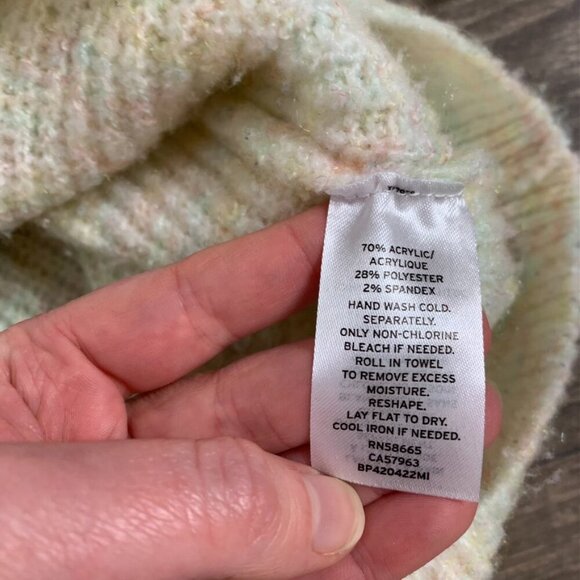 70% ACRYLIC/
ACRYLIQUE
28% POLYESTER
2% SPANDEX
HAND WASH COLD.
SEPARATELY.
ONLY NON-CHLORINE
BLEACH IF NEEDED.
ROLL IN TOWEL
TO REMOVE EXCESS
MOISTURE.
RESHAPE.
LAY FLAT TO DRY.
COOL IRON IF NEEDED.
RN58665
CA57963
BP420422MI